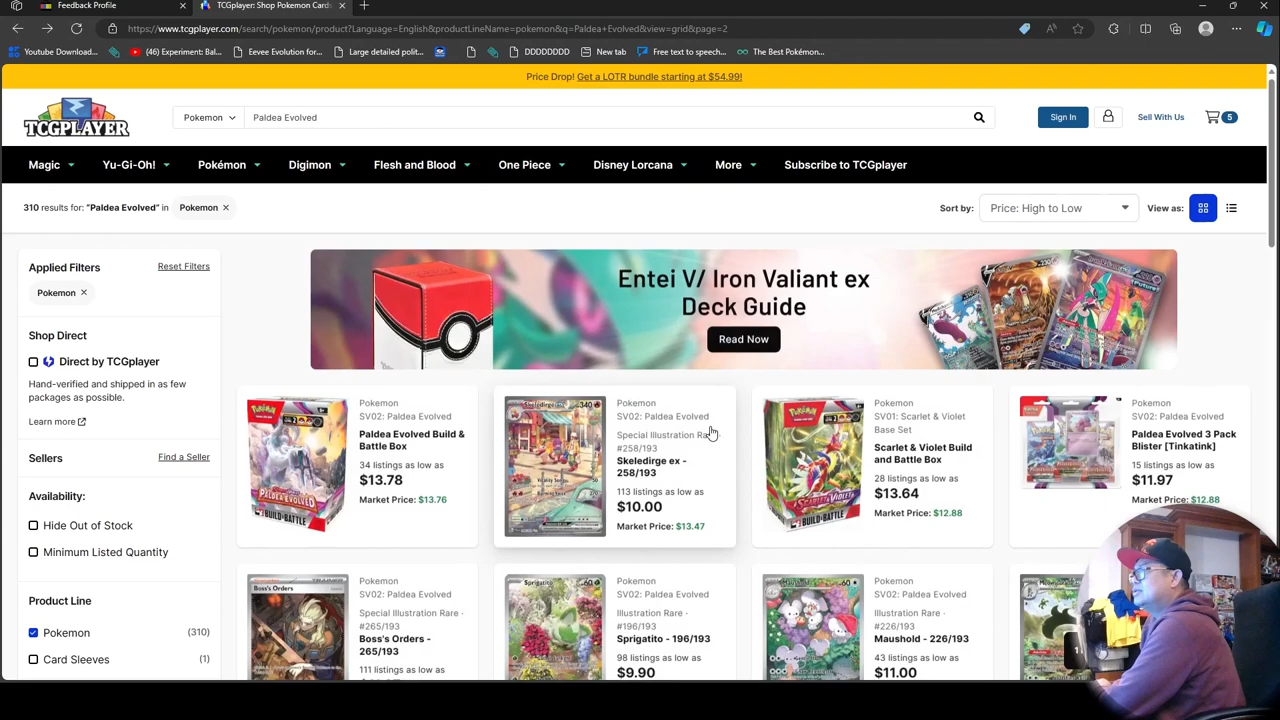 Feedback Profile
TCGplayer: Shop Pokemon Cards
https://www.tcgplayer.com/search/pokemon/product?Language=English&productLineName=pokemon&q=Paldea+Evolved&view=grid&page=2
Youtube Download...
(46) Experiment: Bal...
Eevee Evolution for...
Large detailed polit...
DDDDDDD
New tab
Free text to speech...
The Best Pokémon...
Price Drop! Get a LOTR bundle starting at $54.99!
TCGPLAYER
Pokemon
Paldea Evolved
Sign In
Sell With Us
5
Magic
Yu-Gi-Oh!
Pokémon
Digimon
Flesh and Blood
One Piece
Disney Lorcana
More
Subscribe to TCGplayer
310 results for: "Paldea Evolved" in
Pokemon
Sort by:
Price: High to Low
View as:
Applied Filters
Reset Filters
Pokemon
Shop Direct
Direct by TCGplayer
Hand-verified and shipped in as few
packages as possible.
Learn more
Sellers
Find a Seller
Availability:
Hide Out of Stock
Minimum Listed Quantity
Product Line
Pokemon
(310)
Card Sleeves
(1)
Entei V/ Iron Valiant ex
Deck Guide
Read Now
Pokemon
SV02: Paldea Evolved
Paldea Evolved Build &
Battle Box
34 listings as low as
$13.78
Market Price: $13.76
Pokemon
SV02: Paldea Evolved
Special Illustration Ra
#258/193
Skeledirge ex -
258/193
113 listings as low as
$10.00
Market Price: $13.47
Pokemon
SV01: Scarlet & Violet
Base Set
Scarlet & Violet Build
and Battle Box
28 listings as low as
$13.64
Market Price: $12.88
Pokemon
SV02: Paldea Evolved
Paldea Evolved 3 Pack
Blister [Tinkatink]
15 listings as low as
$11.97
Market Price: $12.88
Boss's Orders
Pokemon
SV02: Paldea Evolved
Special Illustration Rare ·
#265/193
Boss's Orders -
265/193
111 listings as low as
Sprigatito
Pokemon
SV02: Paldea Evolved
Illustration Rare ·
#196/193
Sprigatito - 196/193
98 listings as low as
$9.90
Maushold
Pokemon
SV02: Paldea Evolved
Illustration Rare ·
#226/193
Maushold - 226/193
43 listings as low as
$11.00